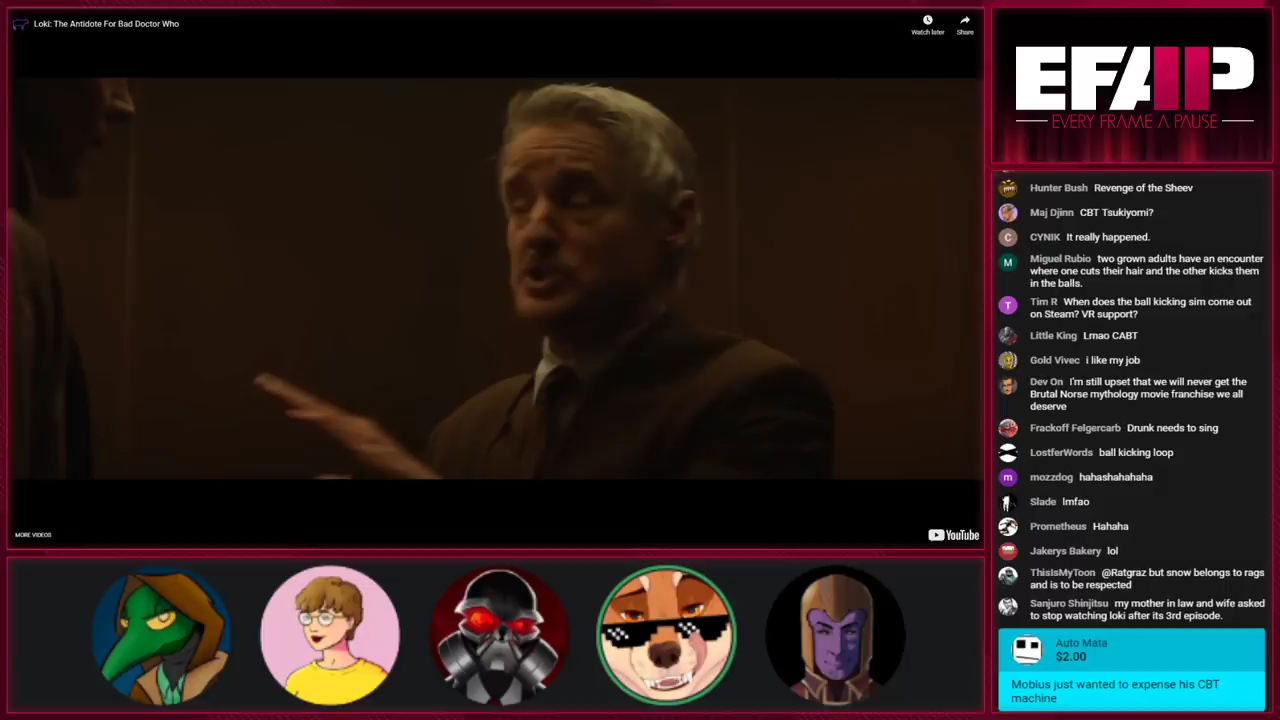 Loki: The Antidote For Bad Doctor Who
Watch later
Share
MORE VIDEOS
YouTube
EFAP
EVERY FRAME A PAUSE
Hunter Bush Revenge of the Sheev
Maj Djinn CBT Tsukiyomi?
C CYNIK It really happened.
M Miguel Rubio two grown adults have an encounter
where one cuts their hair and the other kicks them
in the balls.
T Tim R When does the ball kicking sim come out
on Steam? VR support?
Little King Lmao CABT
Gold Vivec i like my job
Dev On I'm still upset that we will never get the
Brutal Norse mythology movie franchise we all
deserve
Frackoff Felgercarb Drunk needs to sing
LostferWords ball kicking loop
m mozzdog hahashahahaha
Slade lmfao
Prometheus Hahaha
Jakerys Bakery lol
ThisIsMyToon @Ratgraz but snow belongs to rags
and is to be respected
Sanjuro Shinjitsu my mother in law and wife asked
to stop watching loki after its 3rd episode.
Auto Mata
$2.00
Mobius just wanted to expense his CBT
machine